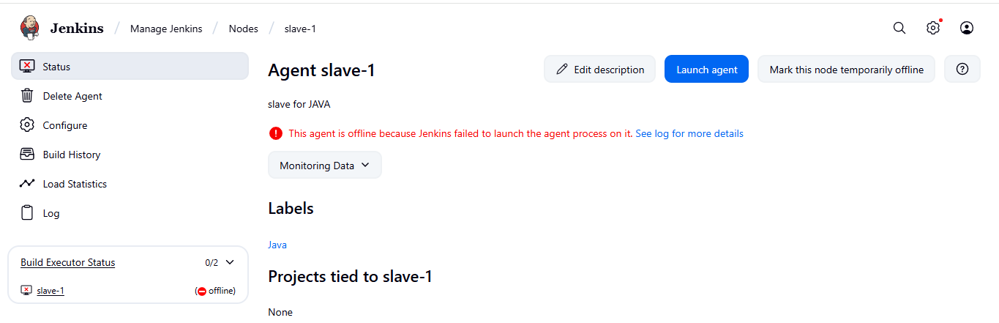 Jenkins / Manage Jenkins / Nodes / slave-1
Status
Delete Agent
Configure
Build History
Load Statistics
Log
Build Executor Status 0/2
slave-1 (offline)
Agent slave-1
Edit description
Launch agent
Mark this node temporarily offline
slave for JAVA
This agent is offline because Jenkins failed to launch the agent process on it. See log for more details
Monitoring Data
Labels
Java
Projects tied to slave-1
None